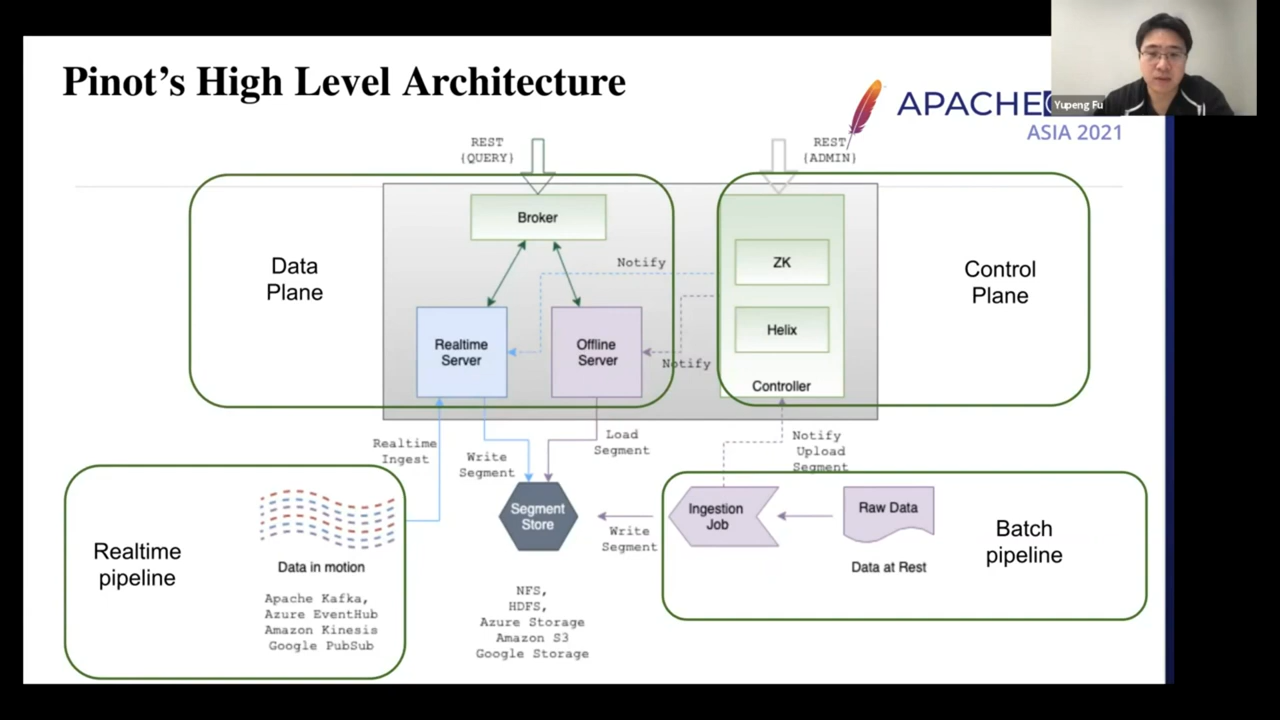 Pinot's High Level Architecture
Yupeng Fu
APACHE
ASIA 2021
REST
(QUERY)
REST
(ADMIN)
Broker
Data
Plane
Notify
ZK
Control
Plane
Realtime
Server
Offline
Server
Helix
Notify
Controller
Realtime
Ingest
Write
Segment
Load
Segment
Notify
Upload
Segment
Realtime
pipeline
Data in motion
Apache Kafka,
Azure EventHub
Amazon Kinesis
Google PubSub
Segment
Store
NFS,
HDFS,
Azure Storage
Amazon S3
Google Storage
Write
Segment
Ingestion
Job
Raw Data
Data at Rest
Batch
pipeline